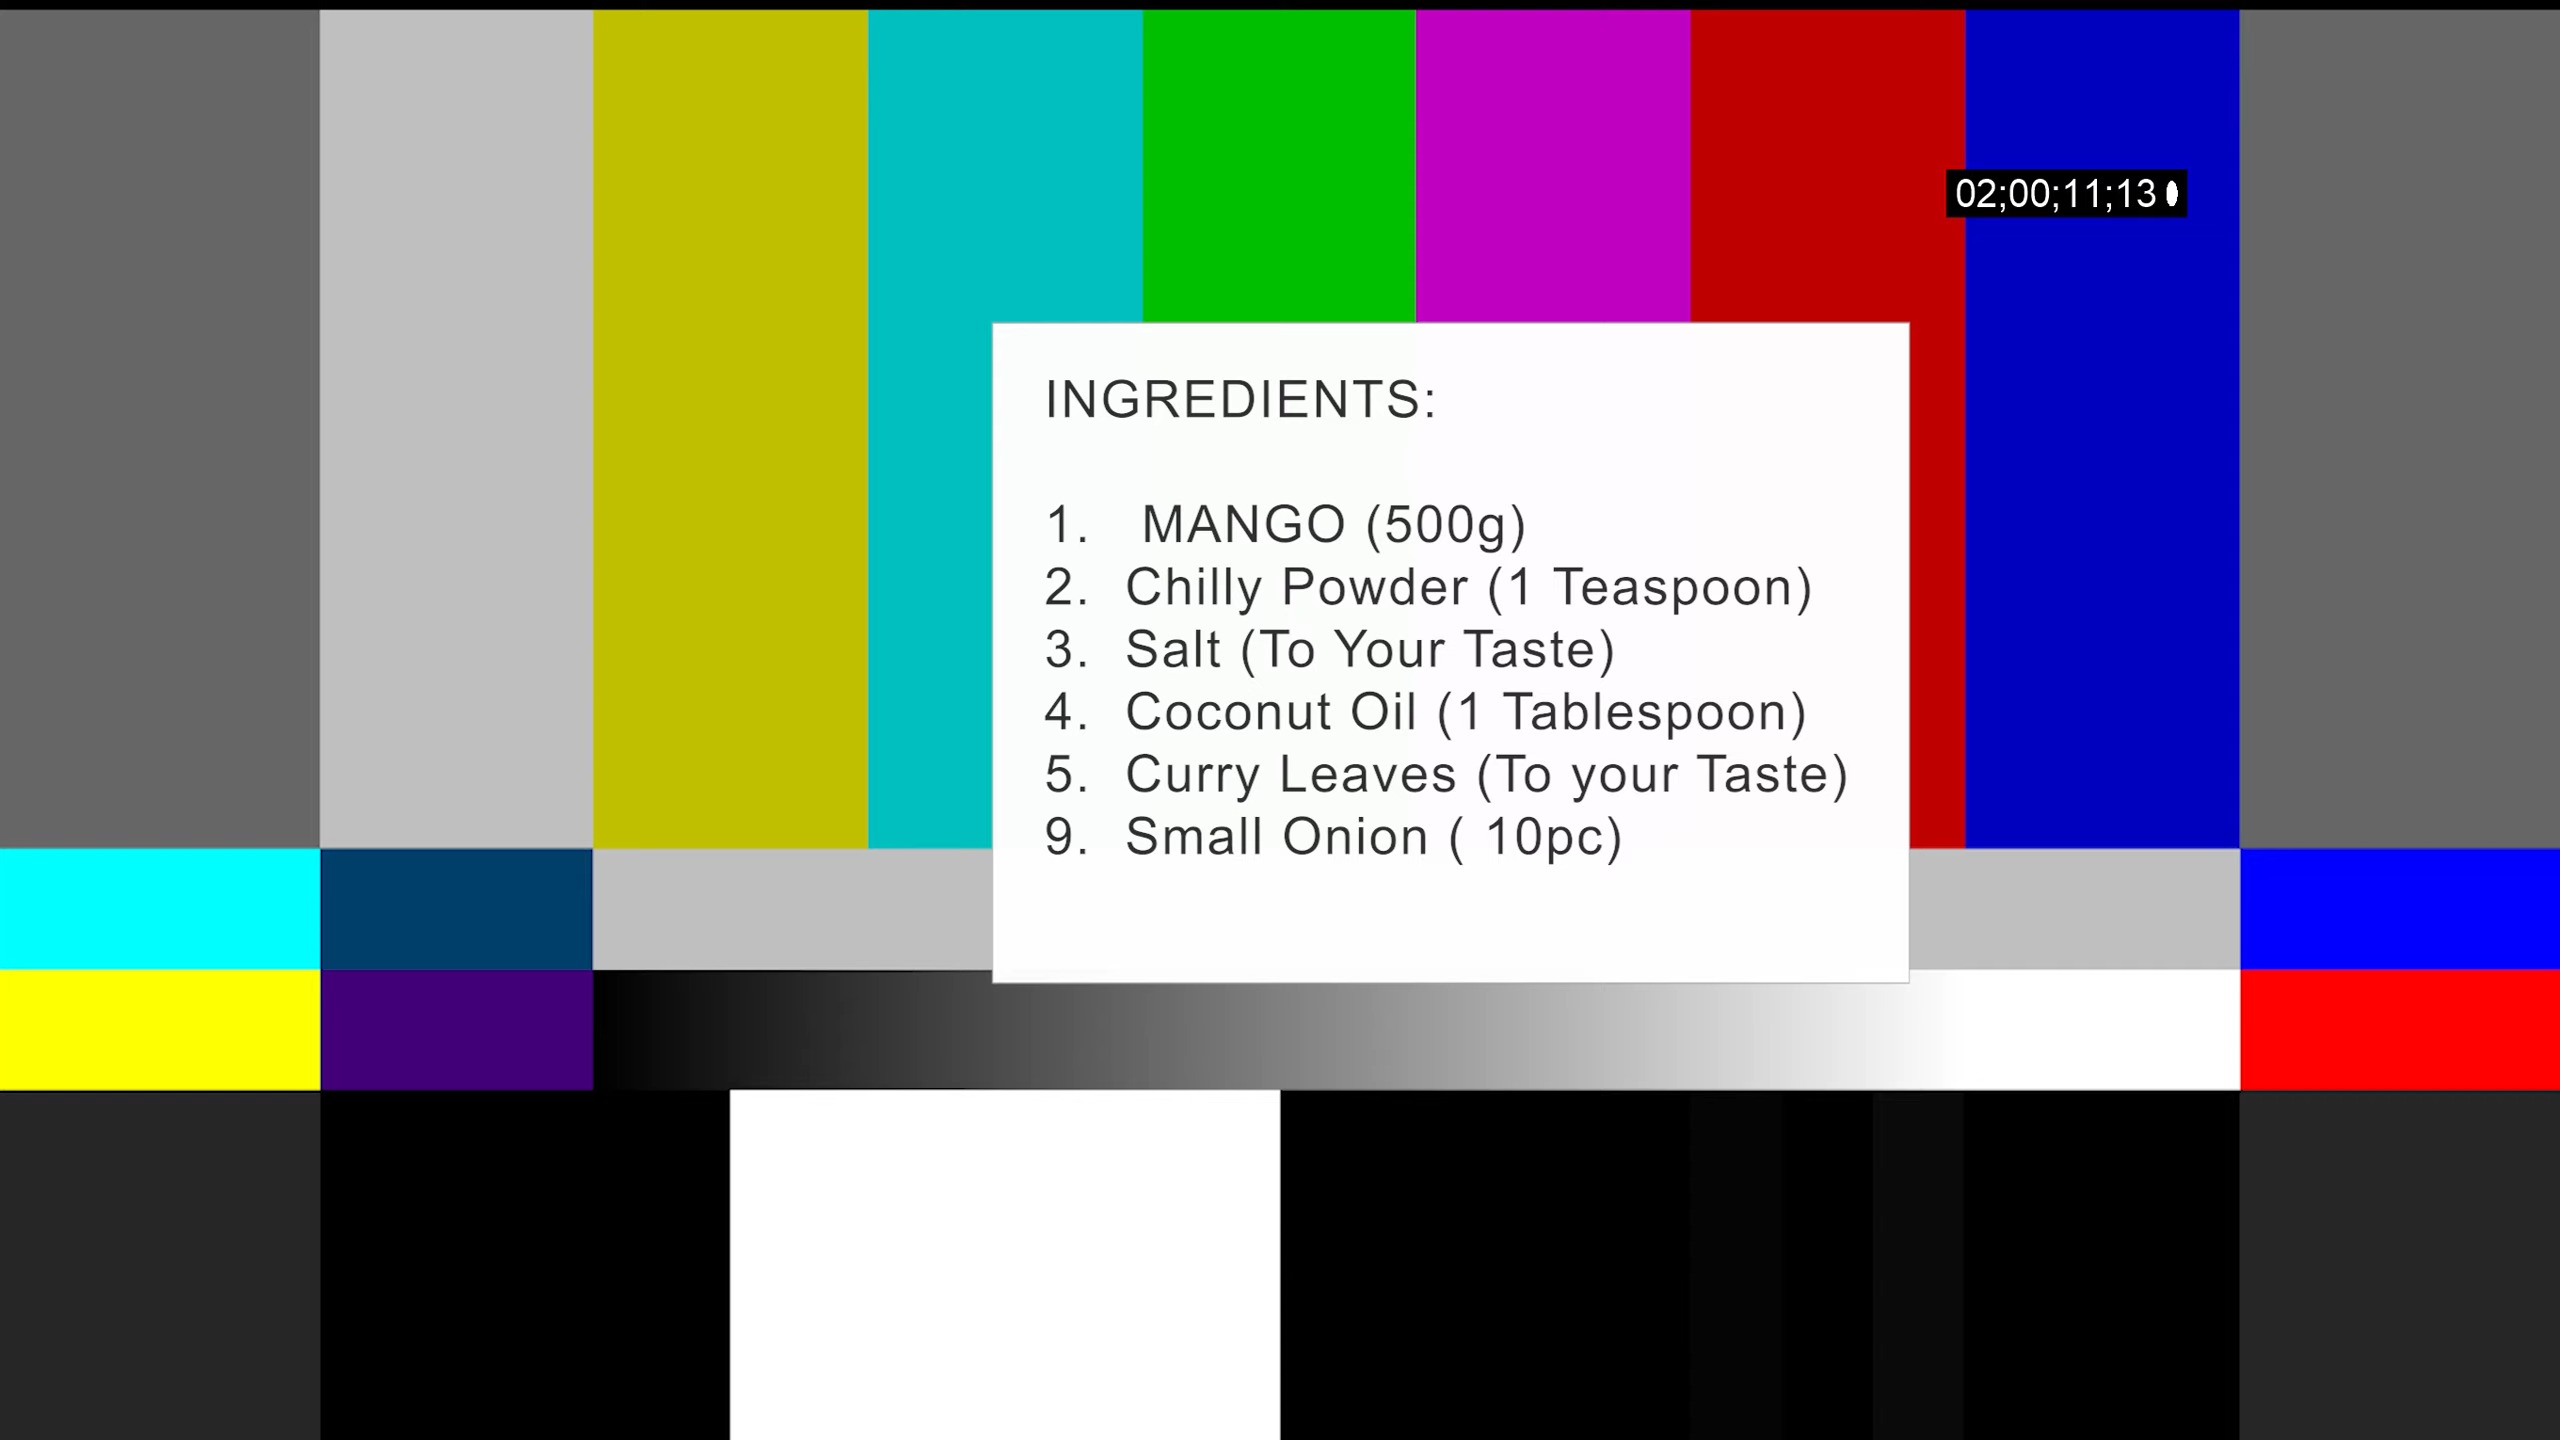 02;00;11;13
INGREDIENTS:
1. MANGO (500g)
2. Chilly Powder (1 Teaspoon)
3. Salt (To Your Taste)
4. Coconut Oil (1 Tablespoon)
5. Curry Leaves (To your Taste)
9. Small Onion ( 10pc)